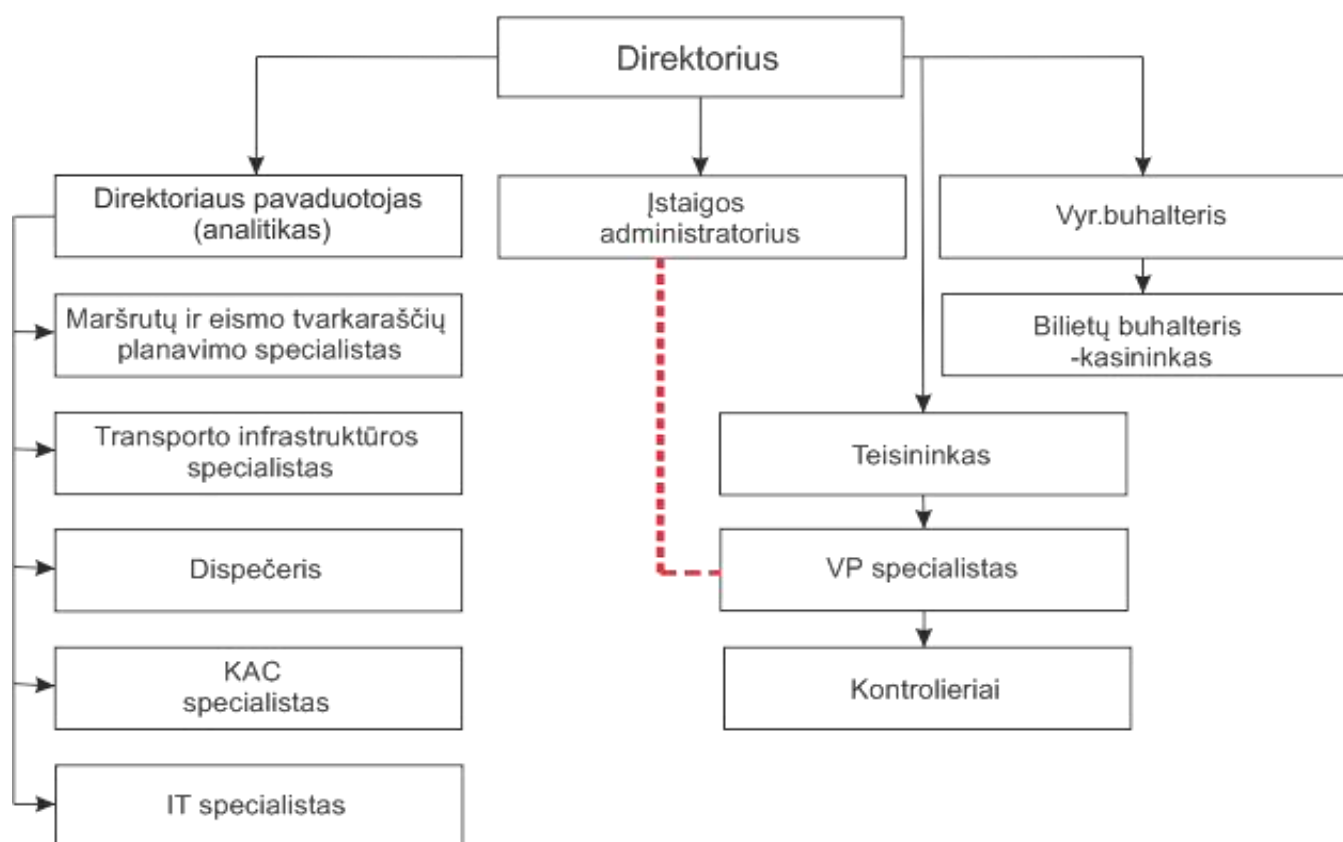 Direktorius
Direktoriaus pavaduotojas
(analitikas)
Įstaigos
administratorius
Vyr.buhalteris
Maršrutų ir eismo tvarkaraščių
planavimo specialistas
Bilietų buhalteris
-kasininkas
Transporto infrastruktūros
specialistas
Teisininkas
Dispečeris
VP specialistas
KAC
specialistas
Kontrolieriai
IT specialistas